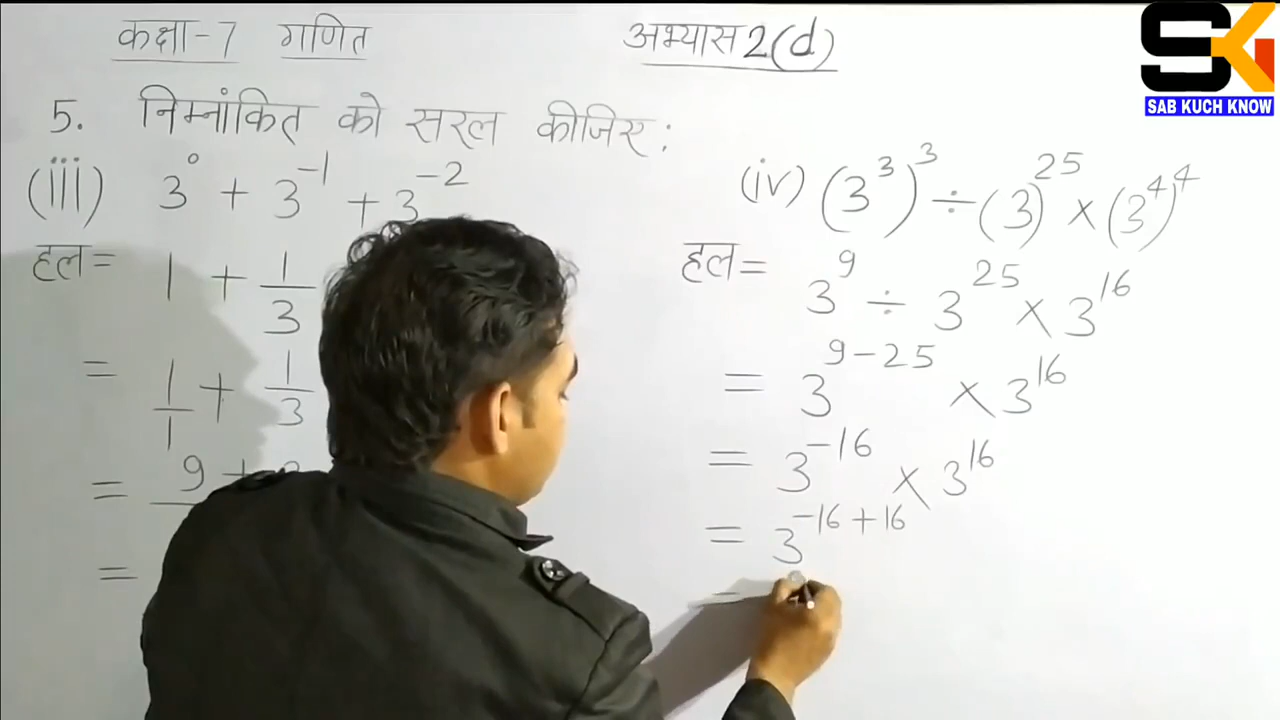 कक्षा-7 गणित
अभ्यास 2(d)
SK
SAB KUCH KNOW
5. निम्नांकित को सरल कीजिए:
(iii) 3⁰ + 3⁻¹ + 3⁻²
हल= 1 + 1/3
= 1/1 + 1/3
= 9 +
=
(iv) (3³)³ ÷ (3)²⁵ × (3⁴)⁴
हल= 3⁹ ÷ 3²⁵ × 3¹⁶
= 3⁹⁻²⁵ × 3¹⁶
= 3⁻¹⁶ × 3¹⁶
= 3⁻¹⁶⁺¹⁶
=